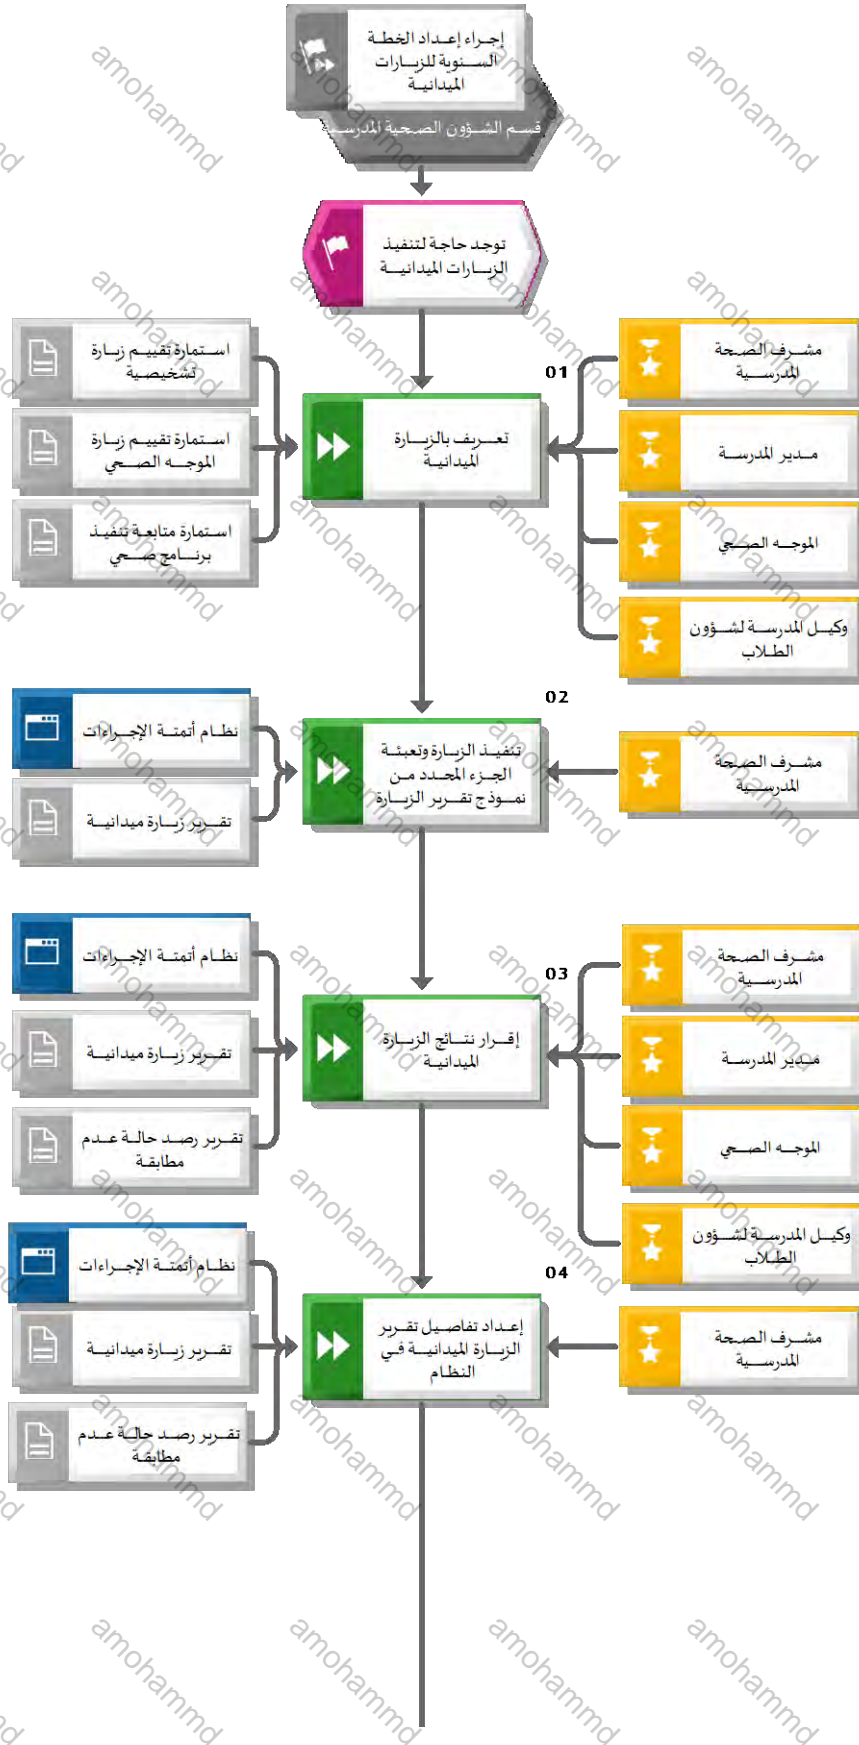 إجراء إعداد الخطة
السنوية للزيارات
الميدانية
قسم الشؤون الصحية المدرسية
توجد حاجة لتنفيذ
الزيارات الميدانية
01
مشرف الصحة
المدرسية
مدير المدرسة
الموجه الصحي
وكيل المدرسة لشؤون
الطلاب
تعريف بالزيارة
الميدانية
استمارة تقييم زيارة
تشخيصية
استمارة تقييم زيارة
الموجه الصحي
استمارة متابعة تنفيذ
برنامج صحي
02
مشرف الصحة
المدرسية
تنفيذ الزيارة وتعبئة
الجزء المحدد من
نموذج تقرير الزيارة
نظام أتمتة الإجراءات
تقرير زيارة ميدانية
03
مشرف الصحة
المدرسية
مدير المدرسة
الموجه الصحي
وكيل المدرسة لشؤون
الطلاب
إقرار نتائج الزيارة
الميدانية
نظام أتمتة الإجراءات
تقرير زيارة ميدانية
تقرير رصد حالة عدم
مطابقة
04
مشرف الصحة
المدرسية
إعداد تفاصيل تقرير
الزيارة الميدانية في
النظام
نظام أتمتة الإجراءات
تقرير زيارة ميدانية
تقرير رصد حالة عدم
مطابقة
amohammd